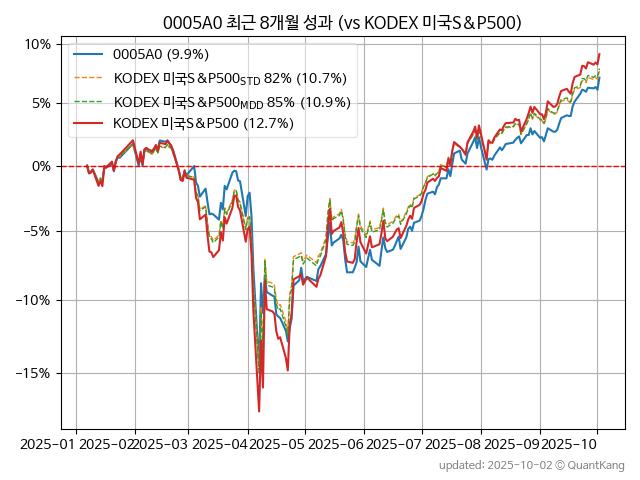 0005A0 최근 8개월 성과 (vs KODEX 미국S&P500)
0005A0 (9.9%)
KODEX 미국S&P500STD 82% (10.7%)
KODEX 미국S&P500MDD 85% (10.9%)
KODEX 미국S&P500 (12.7%)
10%
5%
0%
−5%
−10%
−15%
2025-01 2025-02 2025-03 2025-04 2025-05 2025-06 2025-07 2025-08 2025-09 2025-10
updated: 2025-10-02 © QuantKang